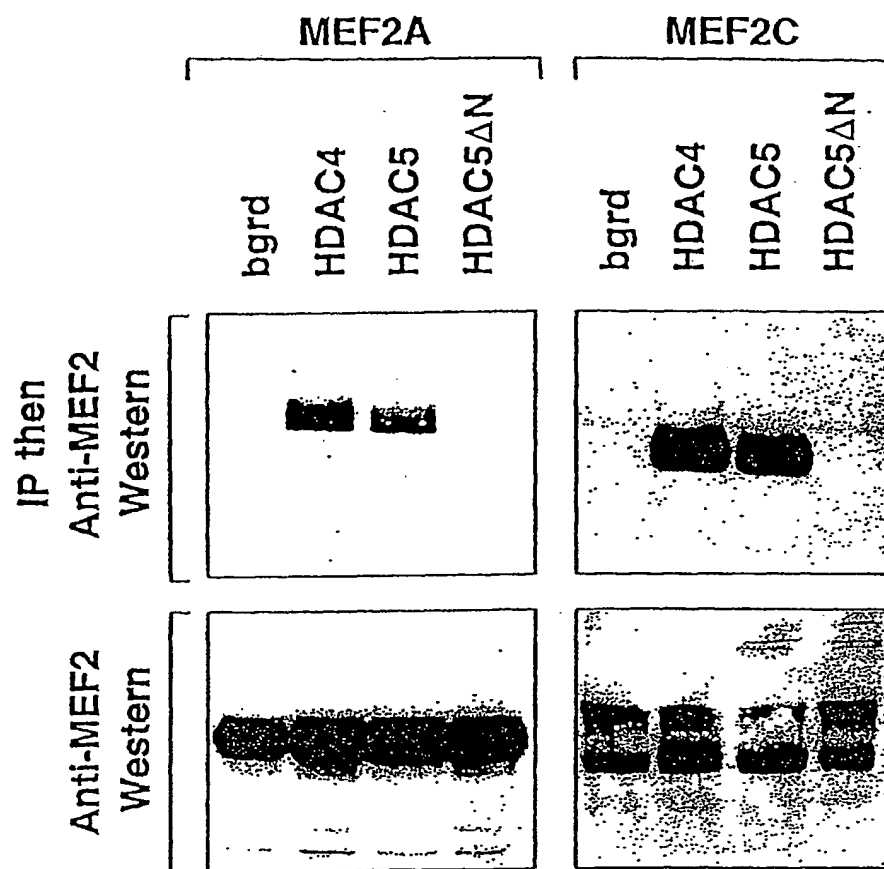 MEF2A
MEF2C
bgrd
HDAC4
HDAC5
HDAC5ΔN
bgrd
HDAC4
HDAC5
HDAC5ΔN
IP then
Anti-MEF2
Western
Anti-MEF2
Western